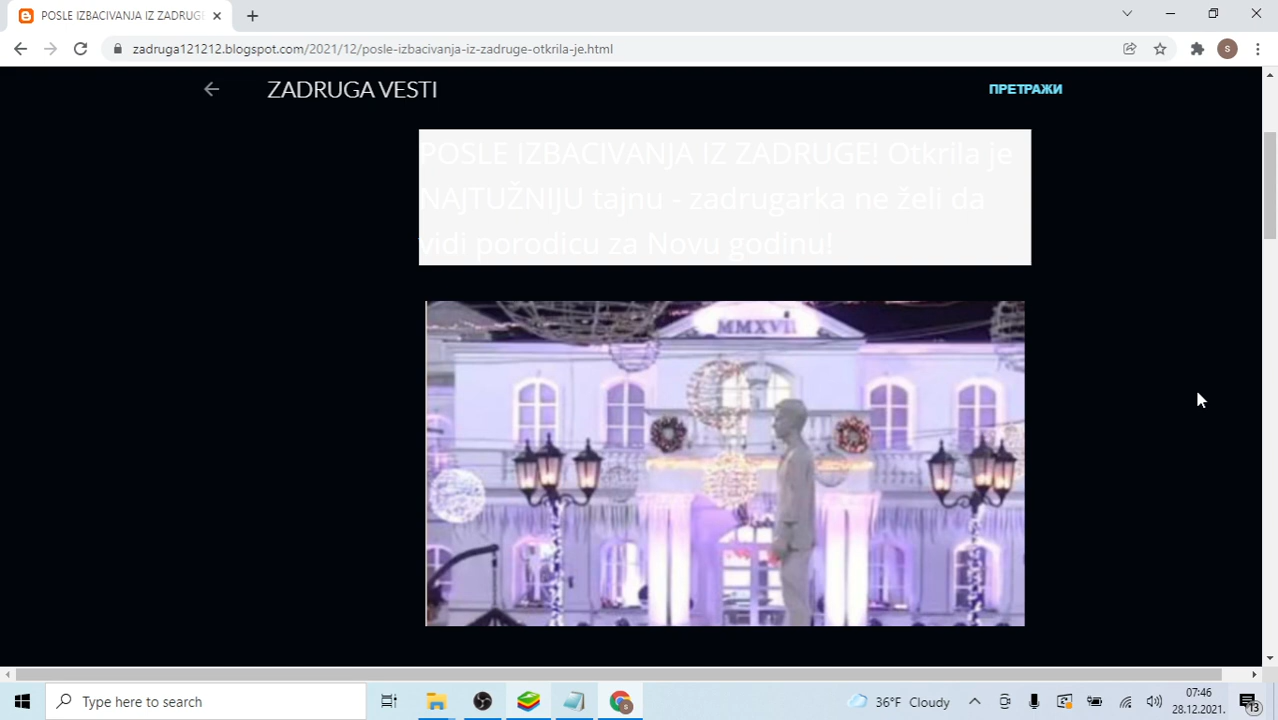 POSLE IZBACIVANJA IZ ZADRUGE
zadruga121212.blogspot.com/2021/12/posle-izbacivanja-iz-zadruge-otkrila-je.html
S
ZADRUGA VESTI
ПРЕТРАЖИ
POSLE IZBACIVANJA IZ ZADRUGE! Otkrila je
NAJTUŽNIJU tajnu - zadrugarka ne želi da
vidi porodicu za Novu godinu!
MMXVII
Type here to search
S
36°F Cloudy
07:46
28.12.2021.
13